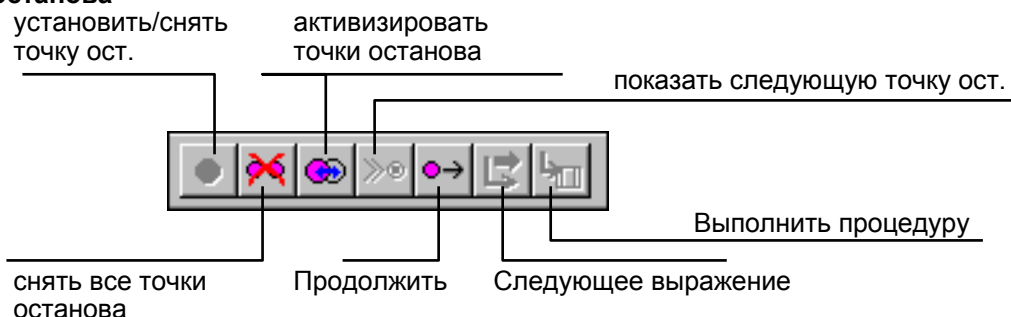 останова
установить/снять
точку ост.
активизировать
точки останова
показать следующую точку ост.
Выполнить процедуру
снять все точки
останова
Продолжить
Следующее выражение